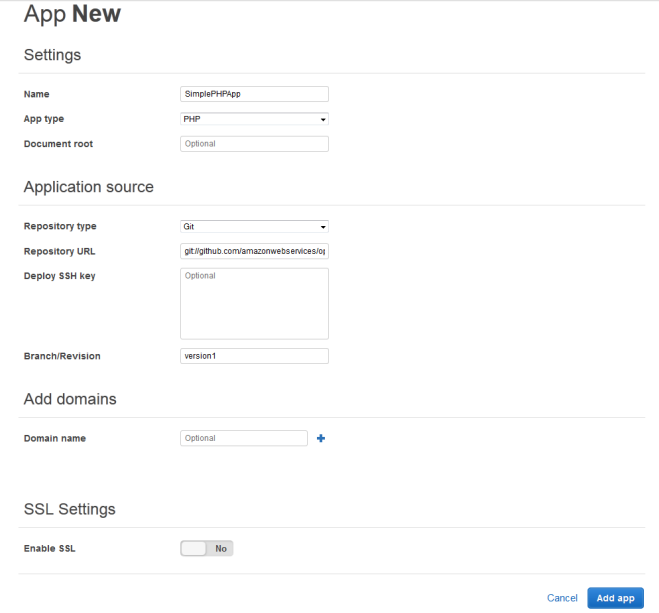 App New
Settings
Name SimplePHPApp
App type PHP
Document root Optional
Application source
Repository type Git
Repository URL git://github.com/amazonwebservices/op
Deploy SSH key Optional
Branch/Revision version1
Add domains
Domain name Optional
SSL Settings
Enable SSL No
Cancel Add app